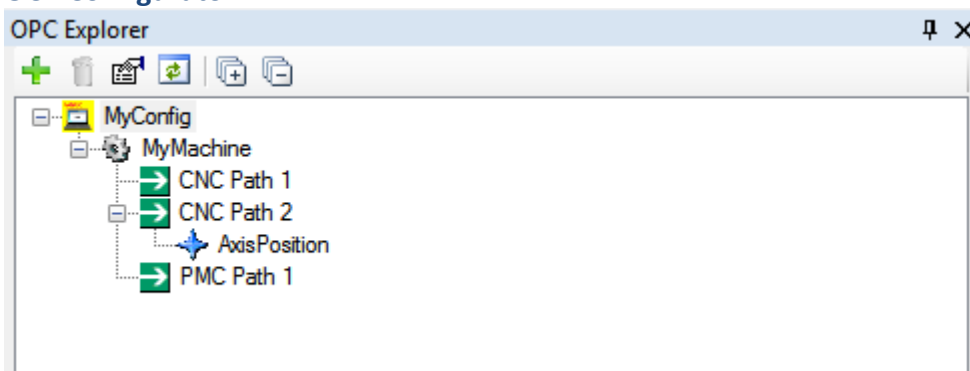 OPC Explorer
MyConfig
MyMachine
CNC Path 1
CNC Path 2
AxisPosition
PMC Path 1